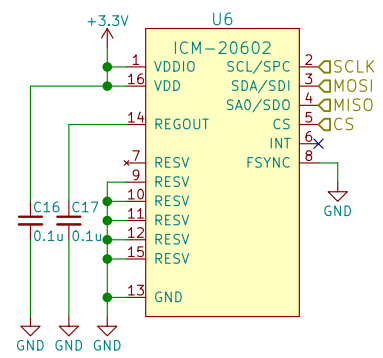 U6
+3.3V
ICM-20602
1 VDDIO SCL/SPC 2 SCLK
16 VDD SDA/SDI 3 MOSI
SA0/SDO 4 MISO
14 REGOUT CS 5 CS
INT 6
7 RESV FSYNC 8
9 RESV
10 RESV
11 RESV
12 RESV
15 RESV
13 GND
C16 C17
0.1u 0.1u
GND
GND GND GND